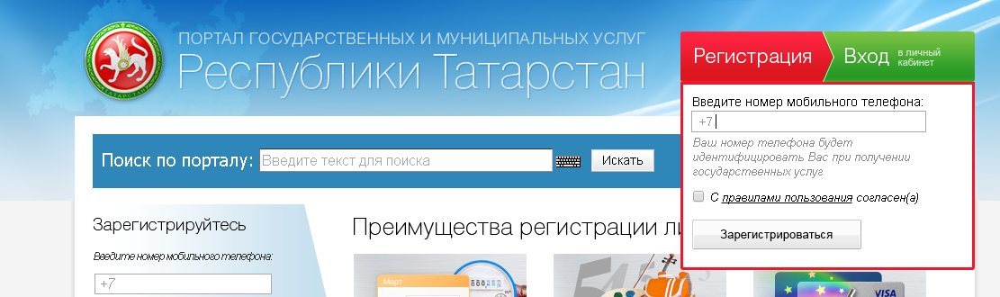 ПОРТАЛ ГОСУДАРСТВЕННЫХ И МУНИЦИПАЛЬНЫХ УСЛУГ
Республики Татарстан
ТАТАРСТАН
Регистрация
Вход
в личный
кабинет
Введите номер мобильного телефона:
+7
Ваш номер телефона будет
идентифицировать Вас при получении
государственных услуг
С правилами пользования согласен(а)
Зарегистрироваться
Поиск по порталу:
Введите текст для поиска
Искать
Зарегистрируйтесь
Введите номер мобильного телефона:
+7
Преимущества регистрации ли
Март
VISA